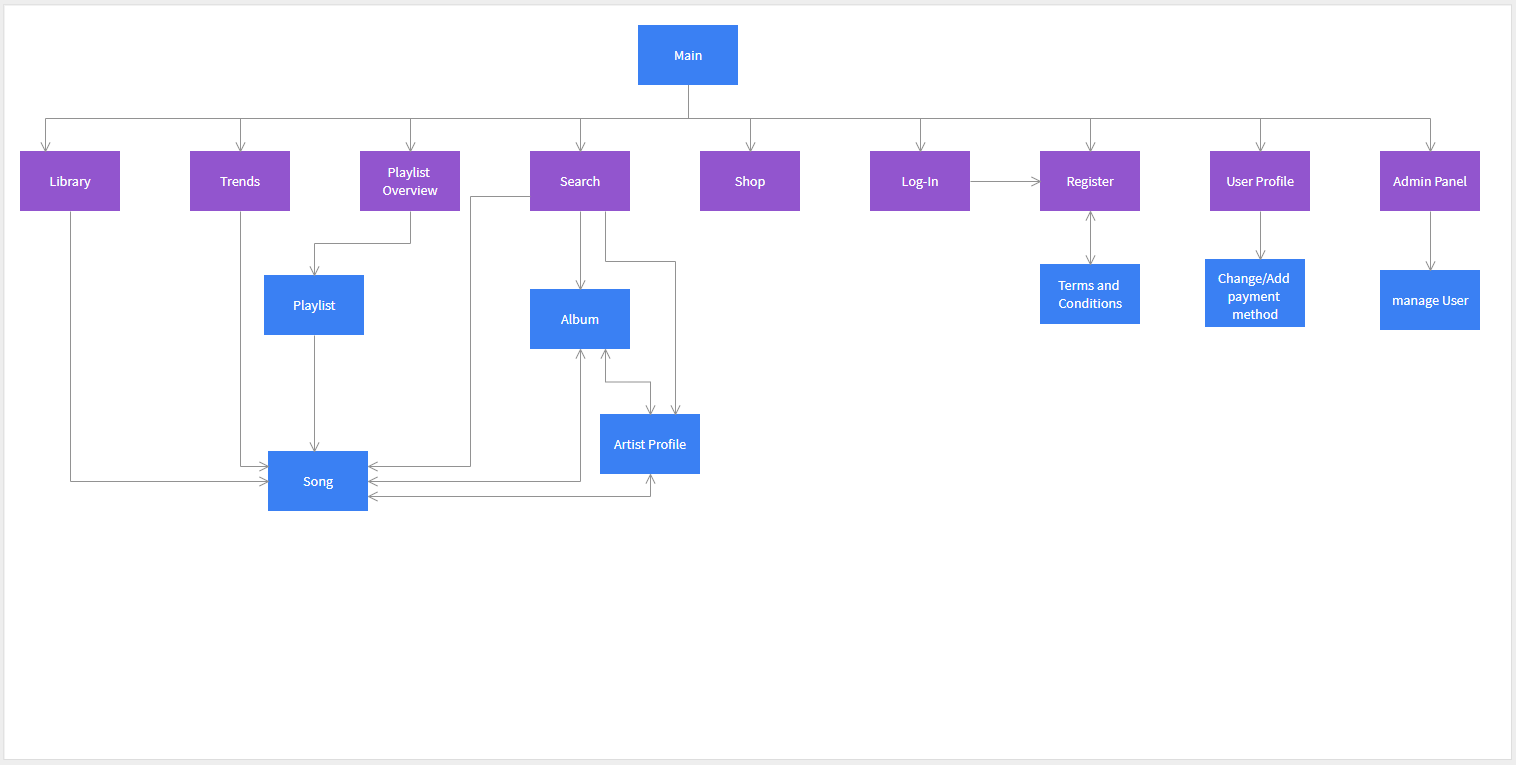 Main
Library
Trends
Playlist
Overview
Search
Shop
Log-In
Register
User Profile
Admin Panel
Playlist
Album
Terms and
Conditions
Change/Add
payment
method
manage User
Artist Profile
Song